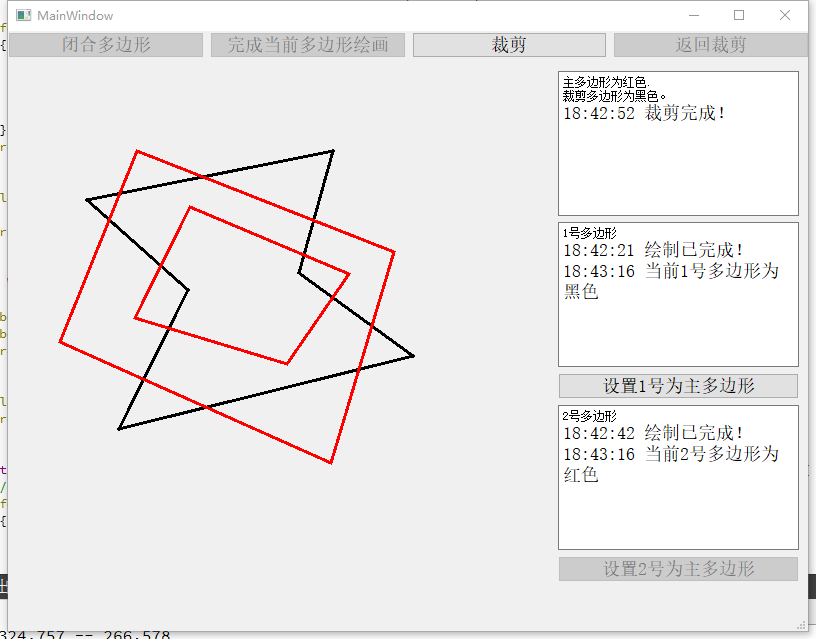 MainWindow
闭合多边形
完成当前多边形绘画
裁剪
返回裁剪
主多边形为红色.
裁剪多边形为黑色。
18:42:52 裁剪完成!
1号多边形
18:42:21 绘制已完成!
18:43:16 当前1号多边形为
黑色
设置1号为主多边形
2号多边形
18:42:42 绘制已完成!
18:43:16 当前2号多边形为
红色
设置2号为主多边形
324.757 == 266.578